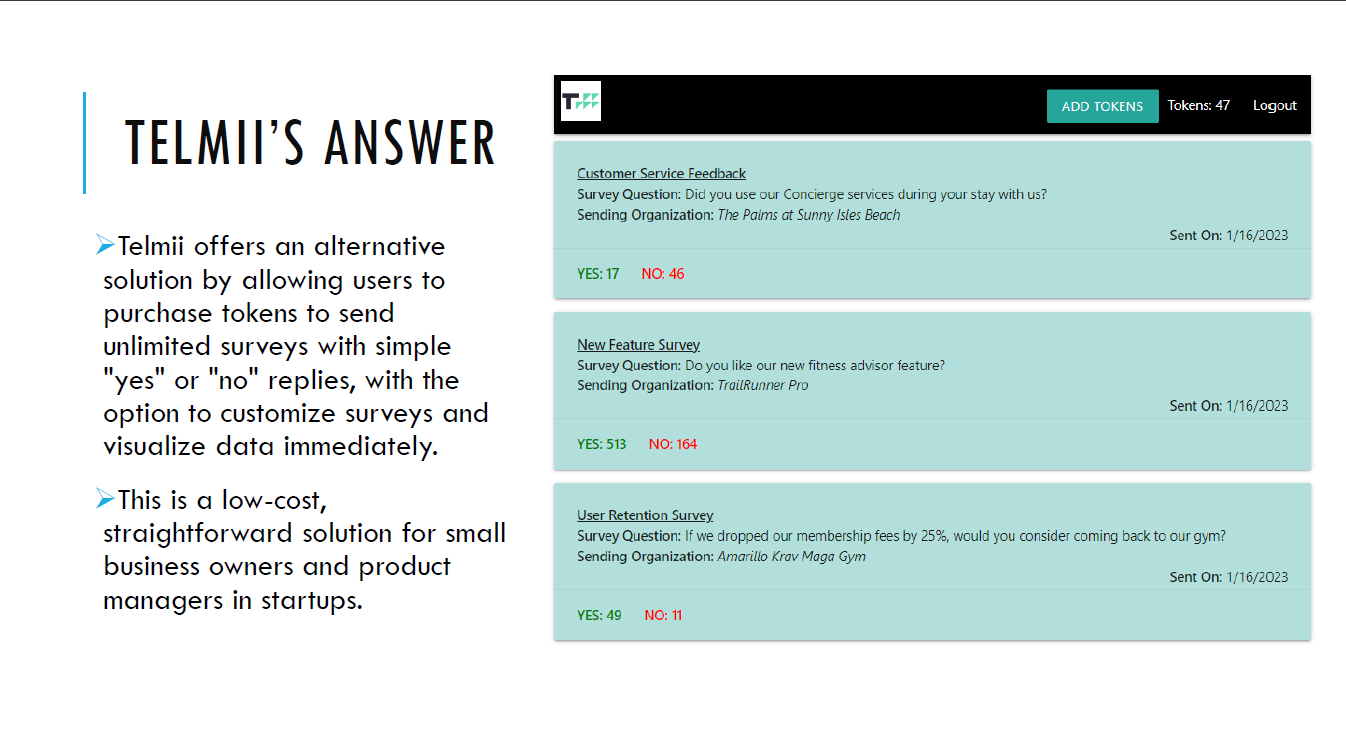 TELMII'S ANSWER
Telmii offers an alternative
solution by allowing users to
purchase tokens to send
unlimited surveys with simple
"yes" or "no" replies, with the
option to customize surveys and
visualize data immediately.
This is a low-cost,
straightforward solution for small
business owners and product
managers in startups.
T
ADD TOKENS Tokens: 47 Logout
Customer Service Feedback
Survey Question: Did you use our Concierge services during your stay with us?
Sending Organization: The Palms at Sunny Isles Beach
Sent On: 1/16/2023
YES: 17 NO: 46
New Feature Survey
Survey Question: Do you like our new fitness advisor feature?
Sending Organization: TrailRunner Pro
Sent On: 1/16/2023
YES: 513 NO: 164
User Retention Survey
Survey Question: If we dropped our membership fees by 25%, would you consider coming back to our gym?
Sending Organization: Amarillo Krav Maga Gym
Sent On: 1/16/2023
YES: 49 NO: 11